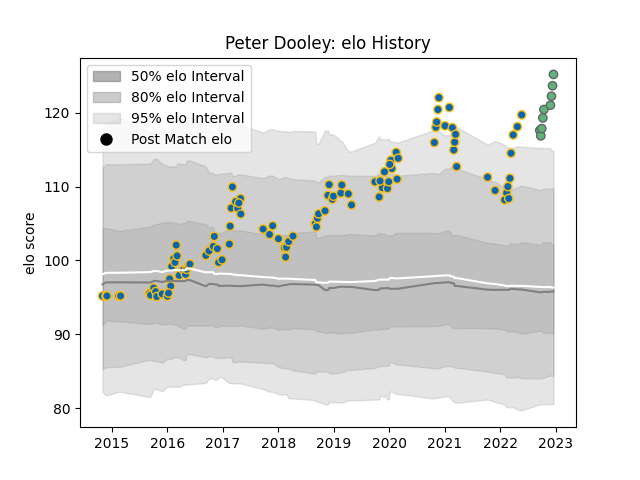 Peter Dooley: elo History
50% elo Interval
80% elo Interval
95% elo Interval
Post Match elo
elo score
120
110
100
90
80
2015 2016 2017 2018 2019 2020 2021 2022 2023